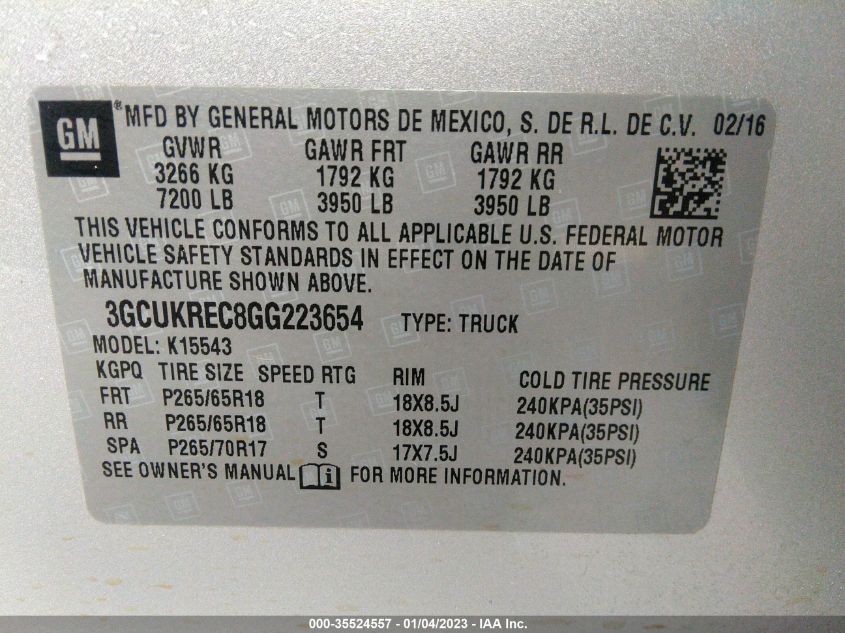 GM ® MFD BY GENERAL MOTORS DE MEXICO, S. DE R.L. DE C.V. 02/16
GVWR GAWR FRT GAWR RR
3266 KG 1792 KG 1792 KG
7200 LB 3950 LB 3950 LB
THIS VEHICLE CONFORMS TO ALL APPLICABLE U.S. FEDERAL MOTOR
VEHICLE SAFETY STANDARDS IN EFFECT ON THE DATE OF
MANUFACTURE SHOWN ABOVE.
3GCUKREC8GG223654 TYPE: TRUCK
MODEL: K15543
KGPQ TIRE SIZE SPEED RTG RIM COLD TIRE PRESSURE
FRT P265/65R18 T 18X8.5J 240KPA(35PSI)
RR P265/65R18 T 18X8.5J 240KPA(35PSI)
SPA P265/70R17 S 17X7.5J 240KPA(35PSI)
SEE OWNER'S MANUAL i FOR MORE INFORMATION.
000-35524557 - 01/04/2023 - IAA Inc.